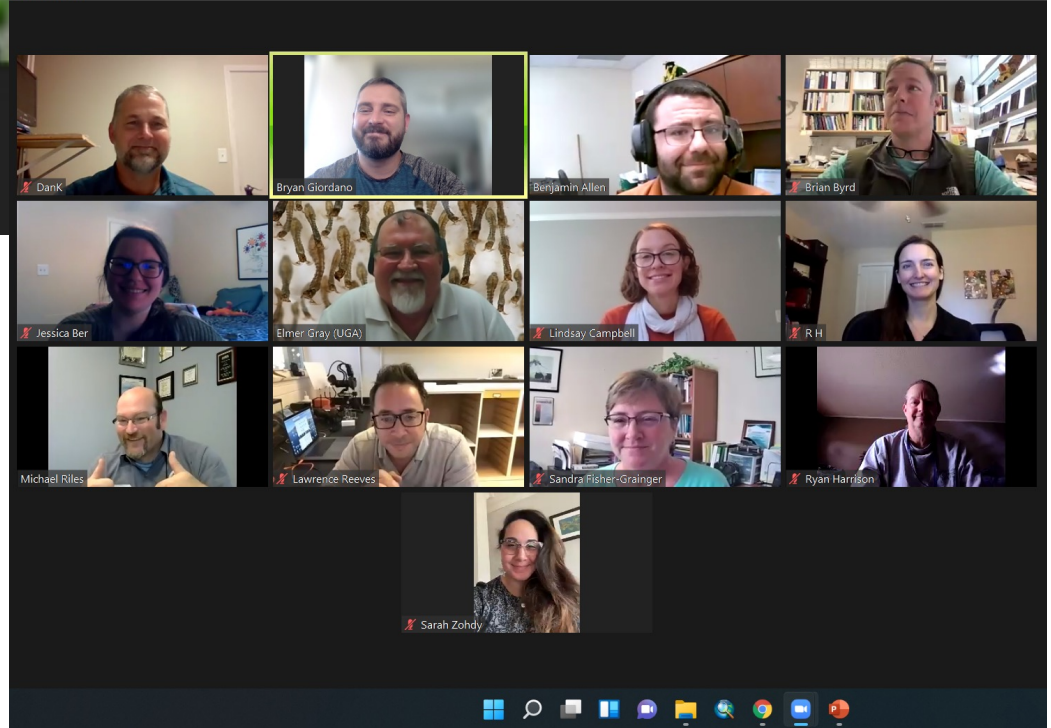 DanK
Bryan Giordano
Benjamin Allen
Brian Byrd
Jessica Ber
Elmer Gray (UGA)
Lindsay Campbell
R H
Michael Riles
Lawrence Reeves
Sandra Fisher-Grainger
Ryan Harrison
Sarah Zohdy
P